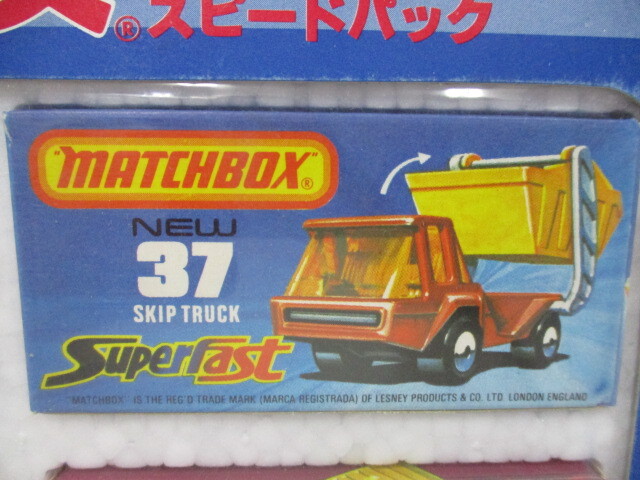 ® スピードパック
"MATCHBOX"®
NEW
37
SKIP TRUCK
Superfast
"MATCHBOX" IS THE REG'D TRADE MARK (MARCA REGISTRADA) OF LESNEY PRODUCTS & CO. LTD. LONDON ENGLAND